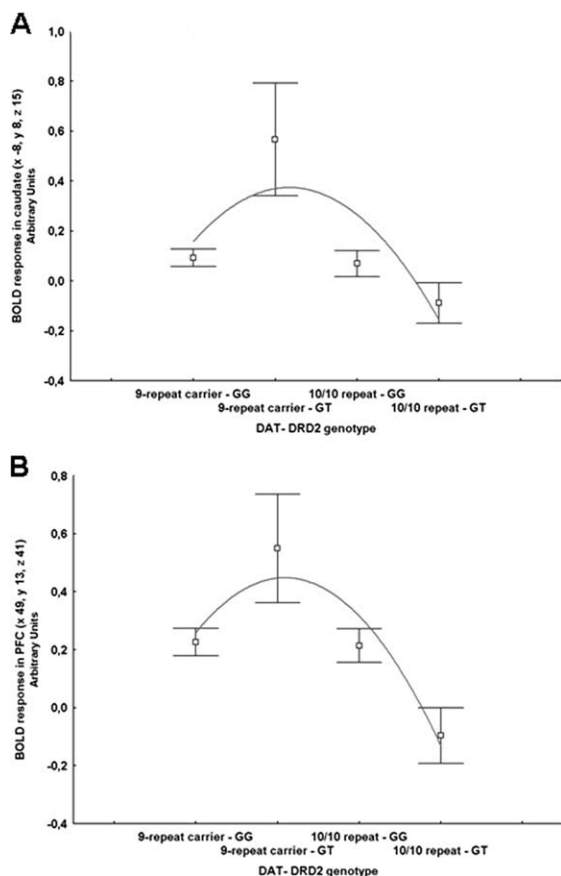 A
BOLD response in caudate (x -8, y 8, z 15)
Arbitrary Units
1,0
0,8
0,6
0,4
0,2
0,0
-0,2
-0,4
9-repeat carrier - GG 10/10 repeat - GG
9-repeat carrier - GT 10/10 repeat - GT
DAT- DRD2 genotype
B
BOLD response in PFC (x 49, y 13, z 41)
Arbitrary Units
0,8
0,6
0,4
0,2
0,0
-0,2
-0,4
9-repeat carrier - GG 10/10 repeat - GG
9-repeat carrier - GT 10/10 repeat - GT
DAT- DRD2 genotype